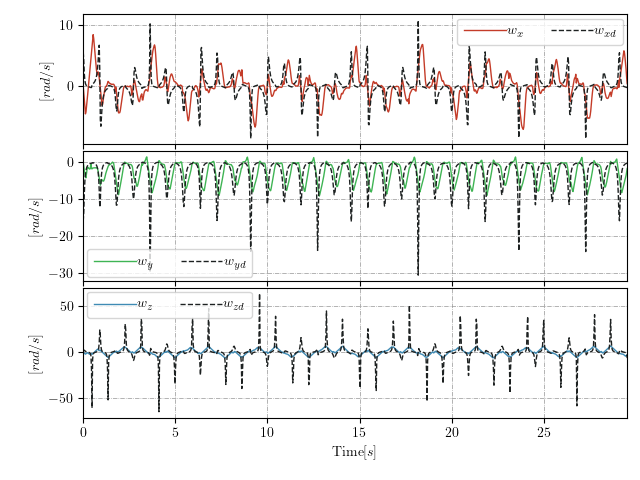 10
0
[rad/s]
w_x w_xd
0
−10
−20
−30
[rad/s]
w_y w_yd
50
0
−50
[rad/s]
w_z w_zd
0 5 10 15 20 25
Time[s]